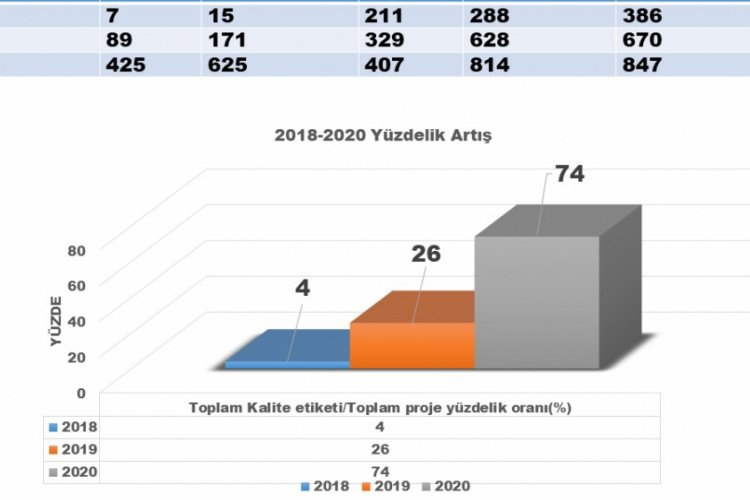 7 15 211 288 386
89 171 329 628 670
425 625 407 814 847
2018-2020 Yüzdelik Artış
74
26
4
80
60
40
20
0
YÜZDE
Toplam Kalite etiketi/Toplam proje yüzdelik oranı(%)
2018 4
2019 26
2020 74
2018 2019 2020